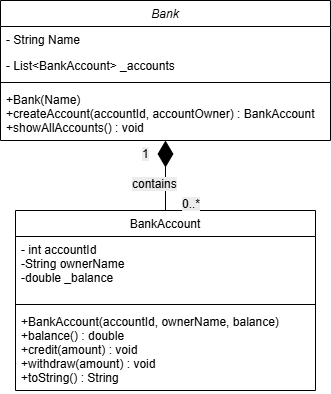 Bank
- String Name
- List<BankAccount> _accounts
+Bank(Name)
+createAccount(accountId, accountOwner) : BankAccount
+showAllAccounts() : void
1
contains
0..*
BankAccount
- int accountId
-String ownerName
-double _balance
+BankAccount(accountId, ownerName, balance)
+balance() : double
+credit(amount) : void
+withdraw(amount) : void
+toString() : String